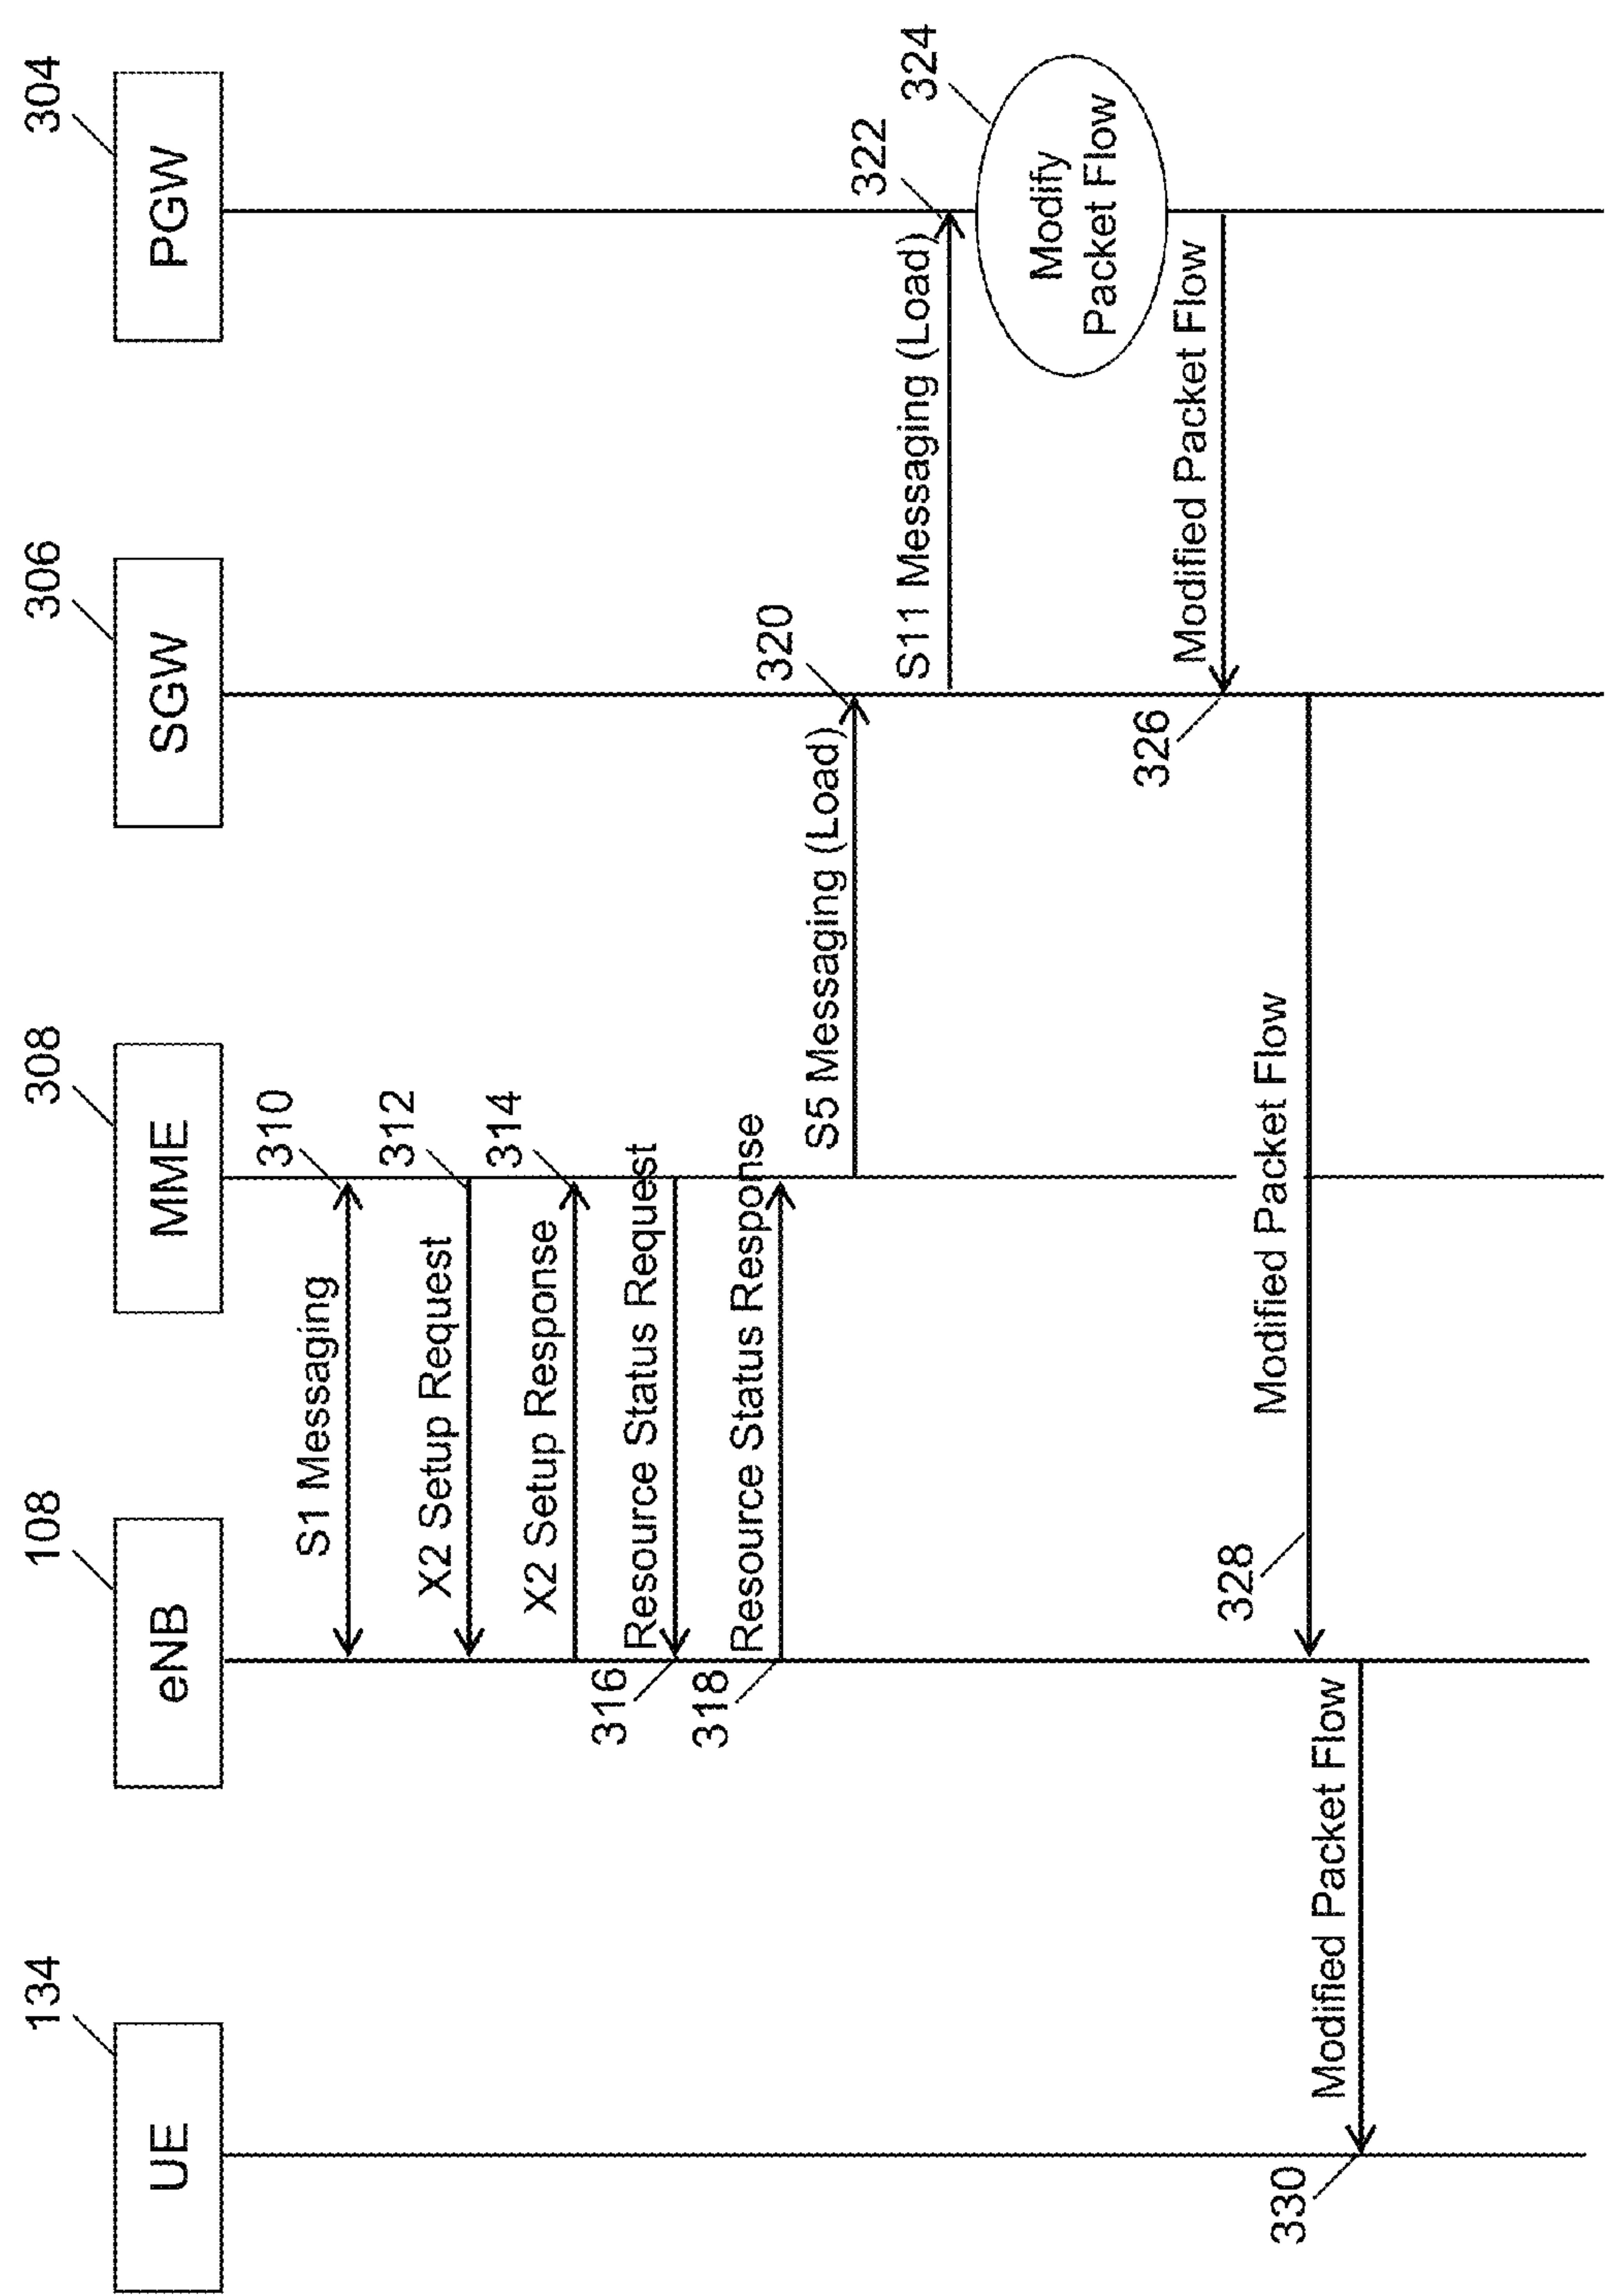 134
108
308
306
304
UE
eNB
MME
SGW
PGW
310
S1 Messaging
312
X2 Setup Request
314
X2 Setup Response
316
Resource Status Request
318
Resource Status Response
320
S5 Messaging (Load)
322
S11 Messaging (Load)
324
Modify
Packet Flow
326
Modified Packet Flow
328
Modified Packet Flow
330
Modified Packet Flow